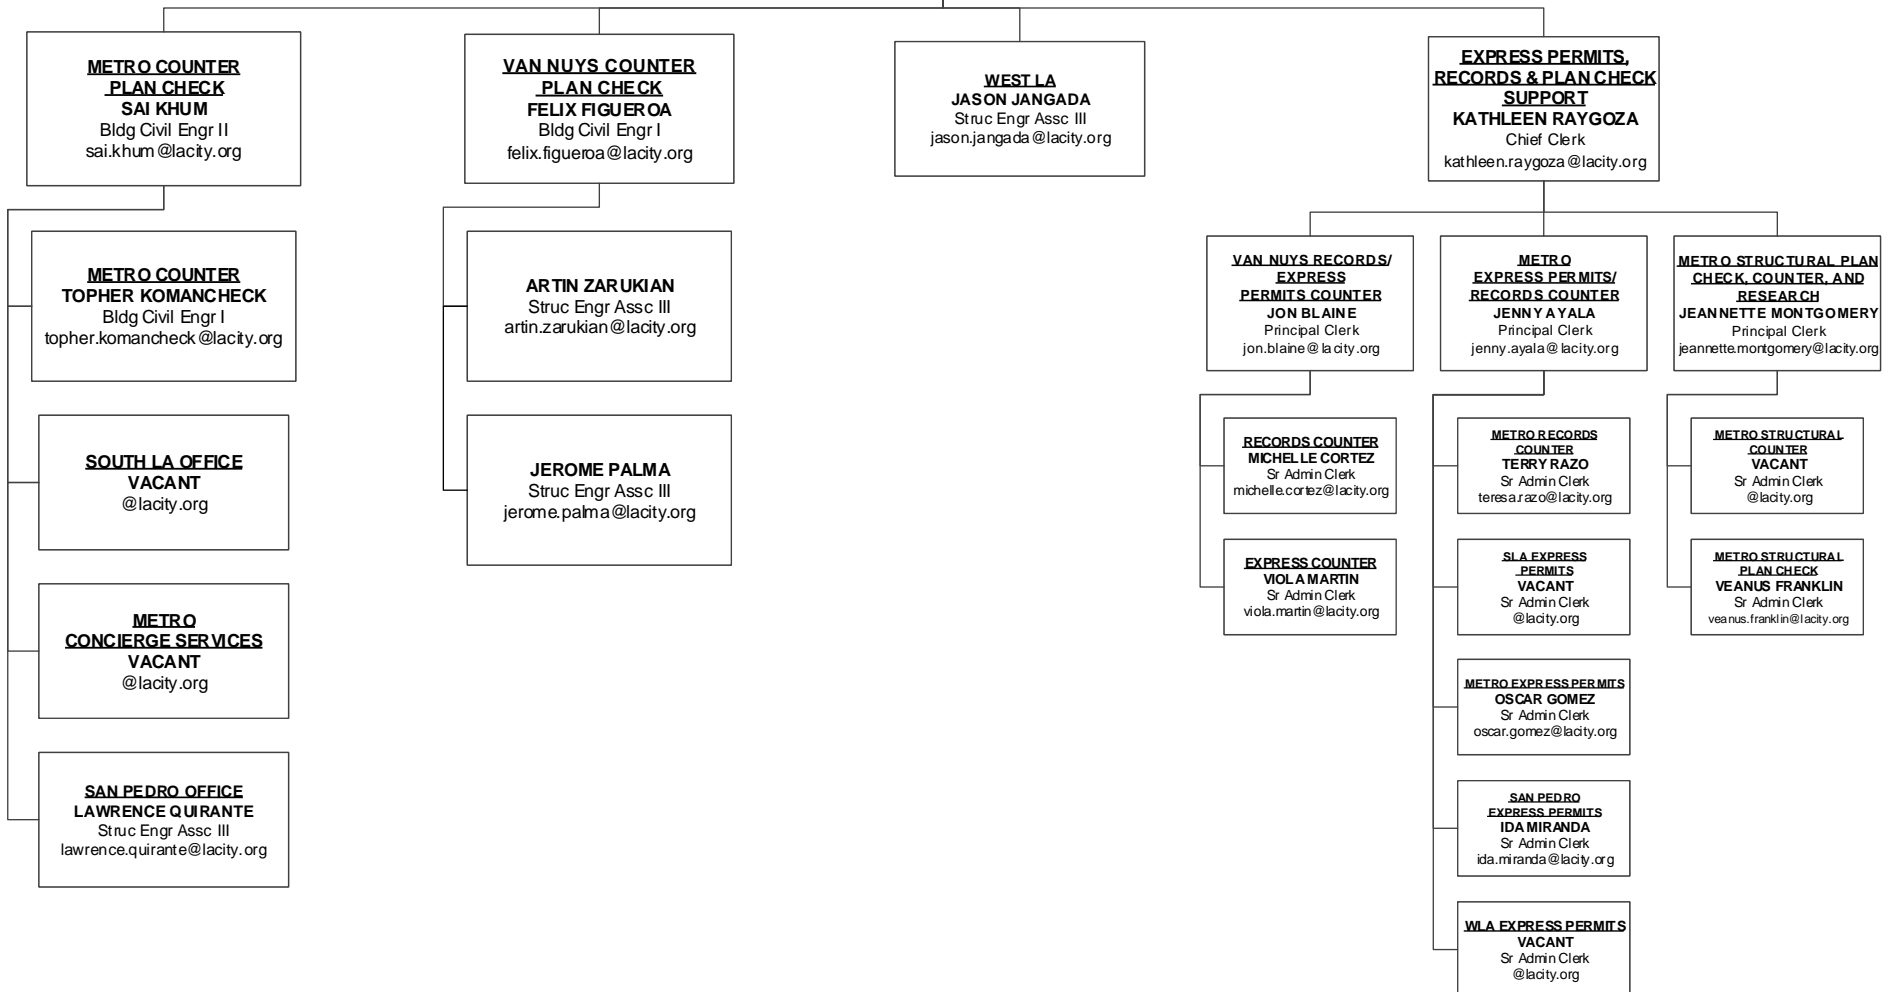 METRO COUNTER
PLAN CHECK
SAI KHUM
Bldg Civil Engr II
sai.khum@lacity.org
VAN NUYS COUNTER
PLAN CHECK
FELIX FIGUEROA
Bldg Civil Engr I
felix.figueroa@lacity.org
WEST LA
JASON JANGADA
Struc Engr Assc III
jason.jangada@lacity.org
EXPRESS PERMITS,
RECORDS & PLAN CHECK
SUPPORT
KATHLEEN RAYGOZA
Chief Clerk
kathleen.raygoza@lacity.org
METRO COUNTER
TOPHER KOMANCHECK
Bldg Civil Engr I
topher.komancheck@lacity.org
SOUTH LA OFFICE
VACANT
@lacity.org
METRO
CONCIERGE SERVICES
VACANT
@lacity.org
SAN PEDRO OFFICE
LAWRENCE QUIRANTE
Struc Engr Assc III
lawrence.quirante@lacity.org
ARTIN ZARUKIAN
Struc Engr Assc III
artin.zarukian@lacity.org
JEROME PALMA
Struc Engr Assc III
jerome.palma@lacity.org
VAN NUYS RECORDS/
EXPRESS
PERMITS COUNTER
JON BLAINE
Principal Clerk
jon.blaine@lacity.org
RECORDS COUNTER
MICHELLE CORTEZ
Sr Admin Clerk
michelle.cortez@lacity.org
EXPRESS COUNTER
VIOLA MARTIN
Sr Admin Clerk
viola.martin@lacity.org
METRO
EXPRESS PERMITS/
RECORDS COUNTER
JENNY AYALA
Principal Clerk
jenny.ayala@lacity.org
METRO RECORDS
COUNTER
TERRY RAZO
Sr Admin Clerk
teresa.razo@lacity.org
SLA EXPRESS
PERMITS
VACANT
Sr Admin Clerk
@lacity.org
METRO EXPRESS PERMITS
OSCAR GOMEZ
Sr Admin Clerk
oscar.gomez@lacity.org
SAN PEDRO
EXPRESS PERMITS
IDA MIRANDA
Sr Admin Clerk
ida.miranda@lacity.org
WLA EXPRESS PERMITS
VACANT
Sr Admin Clerk
@lacity.org
METRO STRUCTURAL PLAN
CHECK, COUNTER, AND
RESEARCH
JEANNETTE MONTGOMERY
Principal Clerk
jeannette.montgomery@lacity.org
METRO STRUCTURAL
COUNTER
VACANT
Sr Admin Clerk
@lacity.org
METRO STRUCTURAL
PLAN CHECK
VEANUS FRANKLIN
Sr Admin Clerk
veanus.franklin@lacity.org